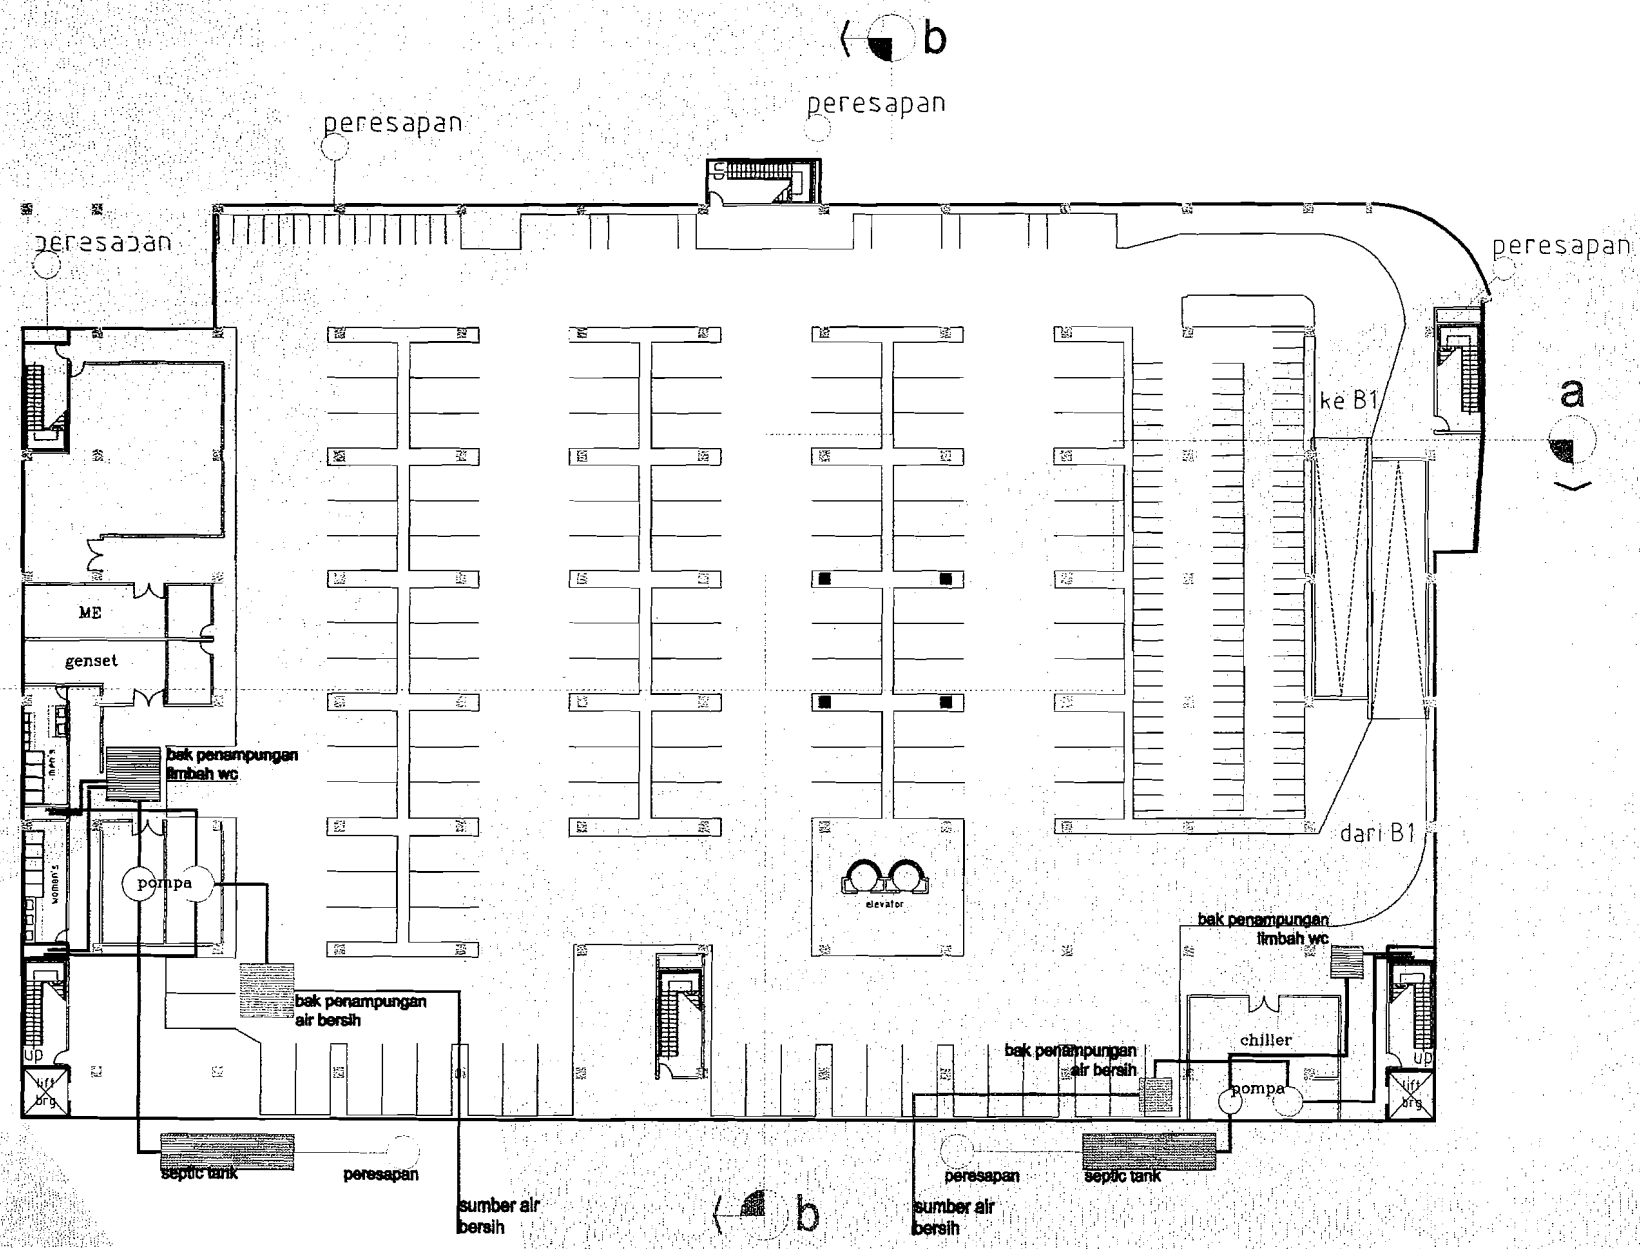 b
peresapan
peresapan
peresapan
peresapan
UP
a
ke B1
ME
genset
men's
bak penampungan
limbah wc
women's
pompa
dari B1
elevator
bak penampungan
limbah wc
bak penampungan
air bersih
up
lift
brg
chiller
bak penampungan
air bersih
pompa
up
lift
brg
septic tank
peresapan
peresapan
septic tank
sumber air
bersih
b
sumber air
bersih